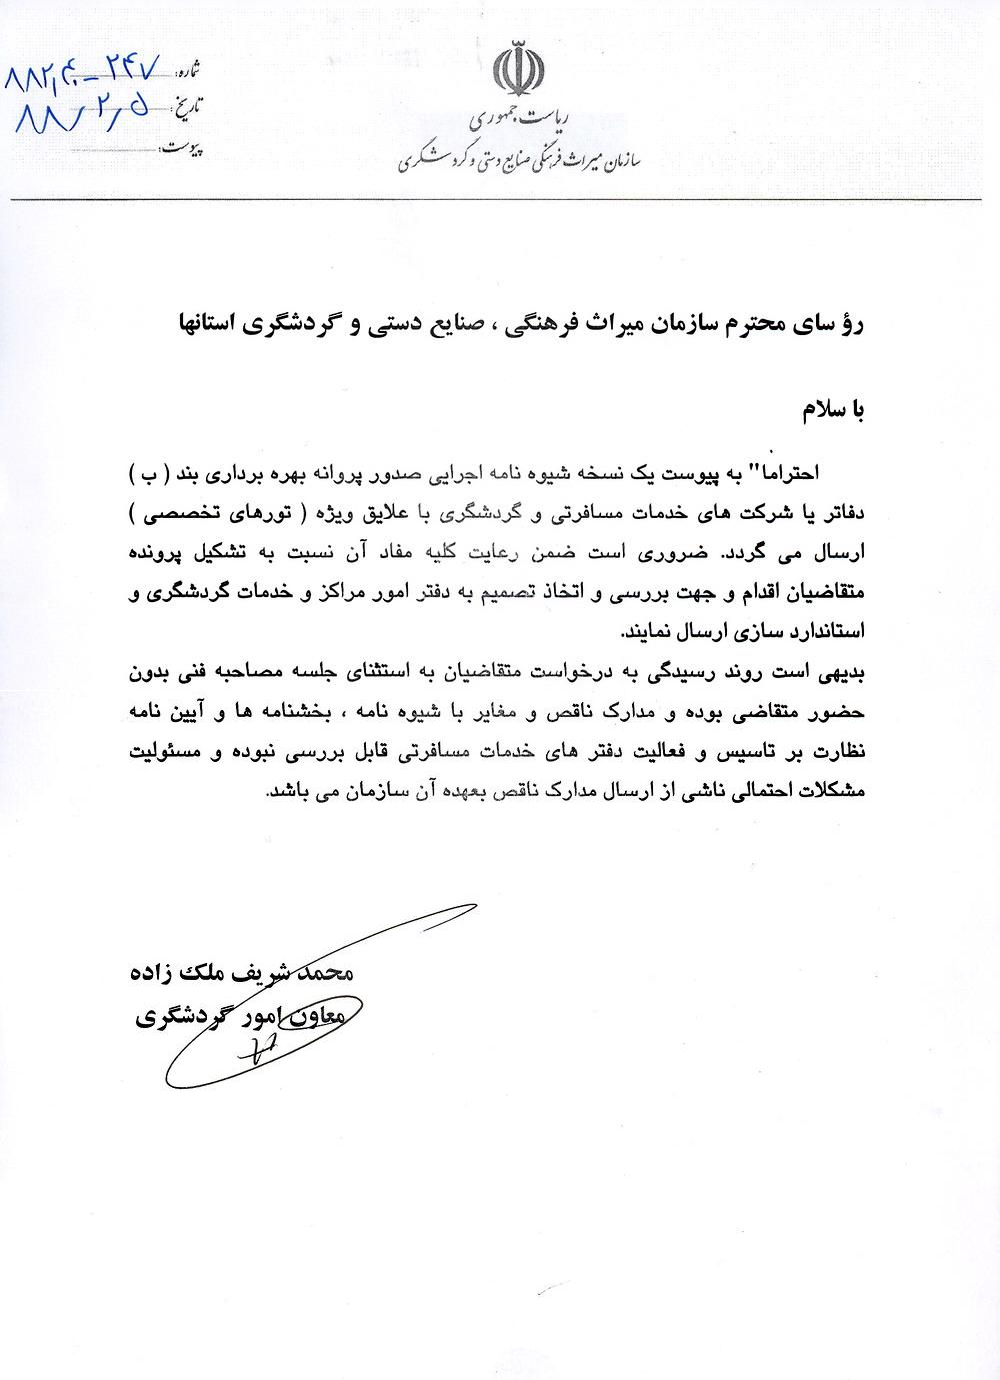 ریاست جمهوری
سازمان میراث فرهنگی صنایع دستی و گردشگری
شماره:
تاریخ: ۸۸/۲/۵
پیوست:
رؤ سای محترم سازمان میراث فرهنگی ، صنایع دستی و گردشگری استانها
با سلام
احتراما" به پیوست یک نسخه شیوه نامه اجرایی صدور پروانه بهره برداری بند ( ب )
دفاتر یا شرکت های خدمات مسافرتی و گردشگری با علایق ویژه ( تورهای تخصصی )
ارسال می گردد. ضروری است ضمن رعایت کلیه مفاد آن نسبت به تشکیل پرونده
متقاضیان اقدام و جهت بررسی و اتخاذ تصمیم به دفتر امور مراکز و خدمات گردشگری و
استاندارد سازی ارسال نمایند.
بدیهی است روند رسیدگی به درخواست متقاضیان به استثنای جلسه مصاحبه فنی بدون
حضور متقاضی بوده و مدارک ناقص و مغایر با شیوه نامه ، بخشنامه ها و آیین نامه
نظارت بر تاسیس و فعالیت دفتر های خدمات مسافرتی قابل بررسی نبوده و مسئولیت
مشکلات احتمالی ناشی از ارسال مدارک ناقص بعهده آن سازمان می باشد.
محمد شریف ملک زاده
معاون امور گردشگری